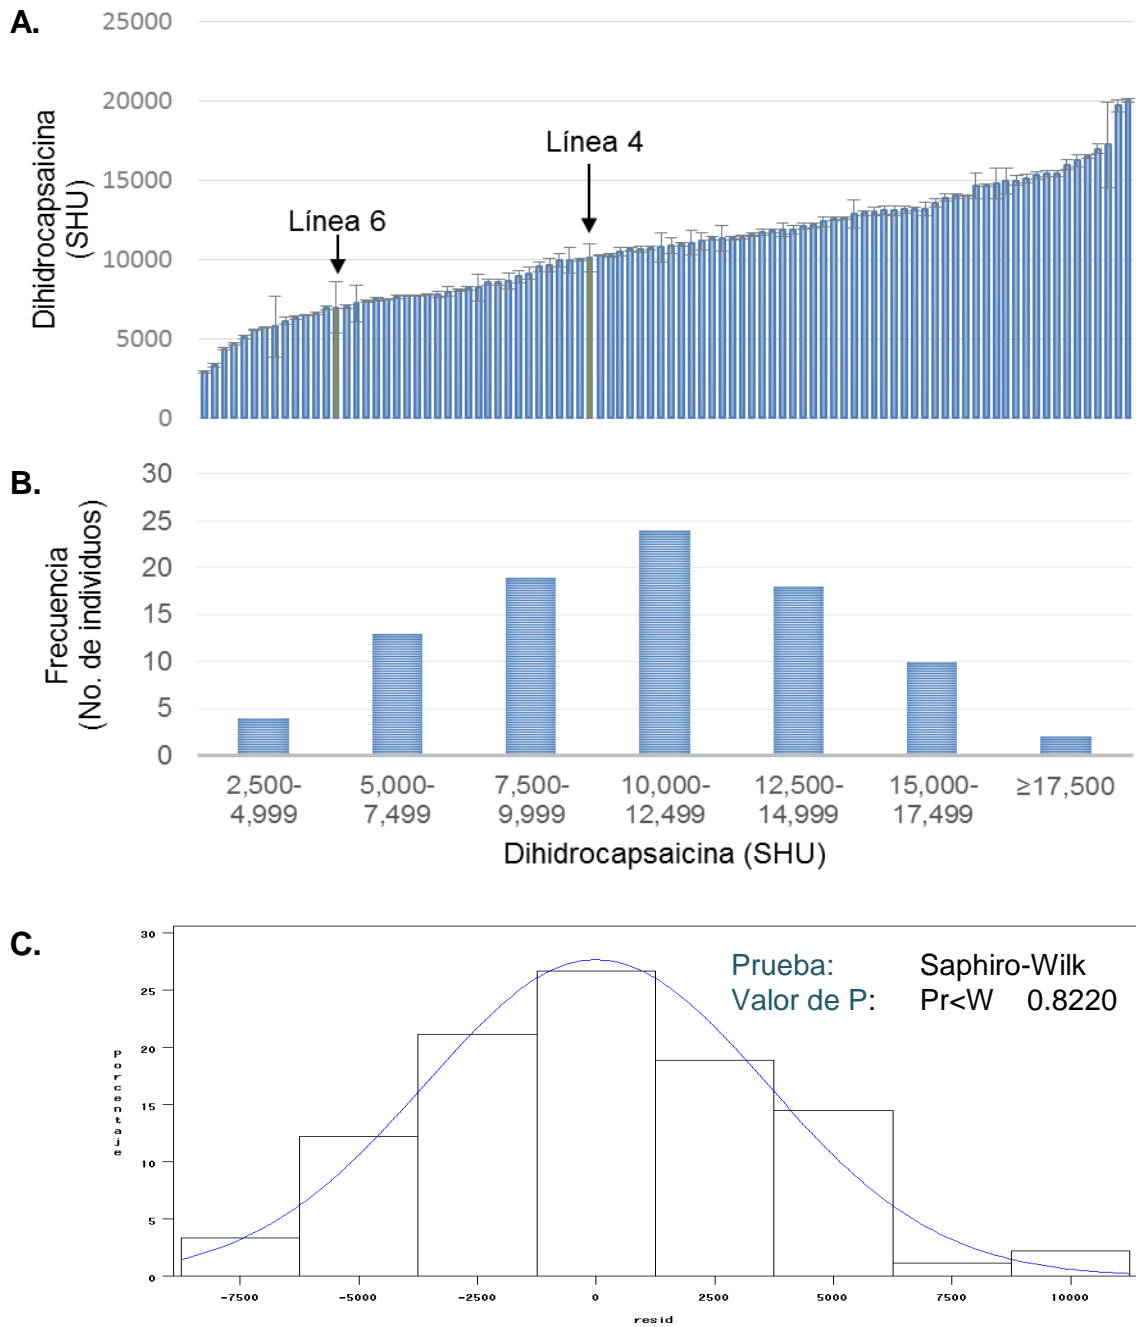 A.
25000
20000
15000
10000
5000
0
Dihidrocapsaicina
(SHU)
Línea 6
Línea 4
B.
30
25
20
15
10
5
0
Frecuencia
(No. de individuos)
2,500-
4,999
5,000-
7,499
7,500-
9,999
10,000-
12,499
12,500-
14,999
15,000-
17,499
≥17,500
Dihidrocapsaicina (SHU)
C.
30
25
20
15
10
5
0
Porcentaje
Prueba: Saphiro-Wilk
Valor de P: Pr<W 0.8220
-7500 -5000 -2500 0 2500 5000 7500 10000
resid